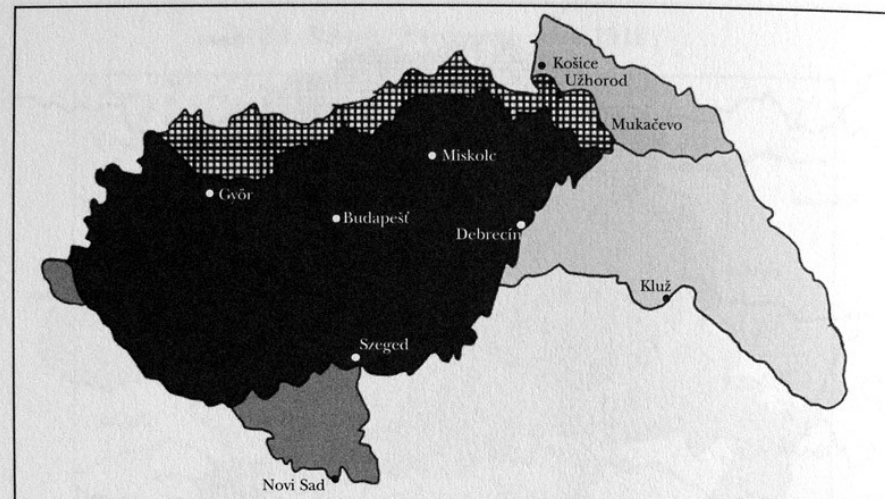 Košice
Užhorod
Mukačevo
Miskolc
Györ
Budapešť
Debrecín
Kluž
Szeged
Novi Sad